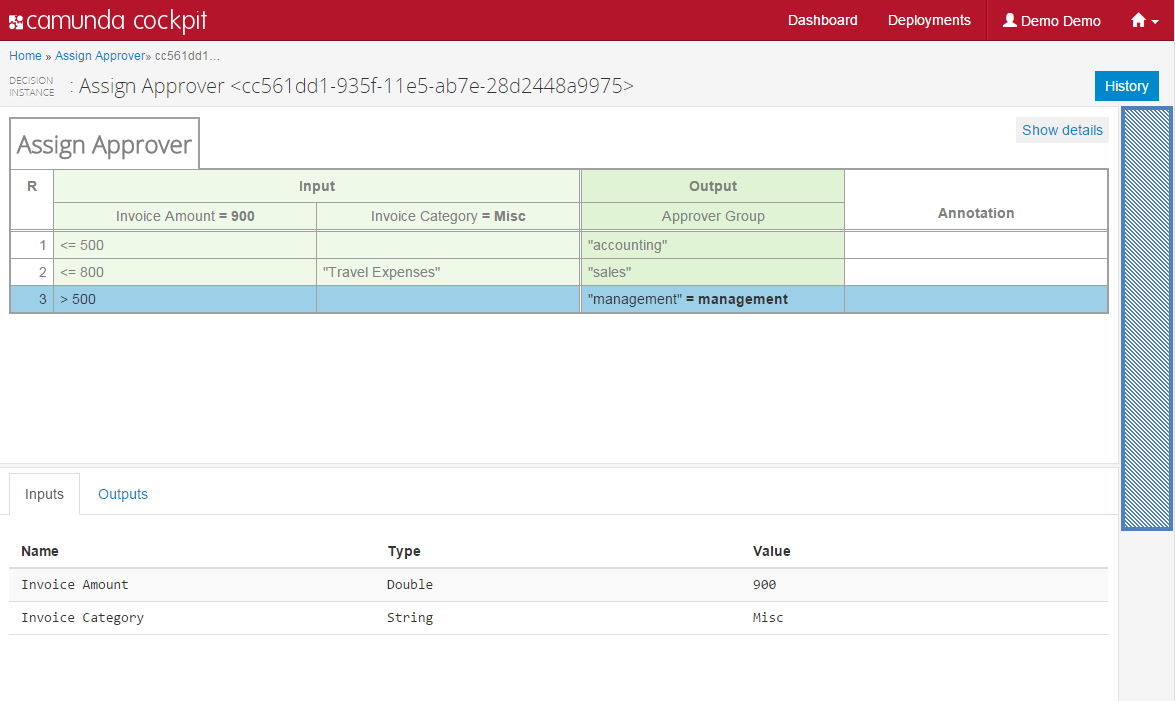 camunda cockpit Dashboard Deployments Demo Demo
Home » Assign Approver» cc561dd1...
DECISION INSTANCE : Assign Approver <cc561dd1-935f-11e5-ab7e-28d2448a9975> History
Show details
Assign Approver
R Input Output Annotation
Invoice Amount = 900 Invoice Category = Misc Approver Group
1 <= 500 "accounting"
2 <= 800 "Travel Expenses" "sales"
3 > 500 "management" = management
Inputs Outputs
Name Type Value
Invoice Amount Double 900
Invoice Category String Misc